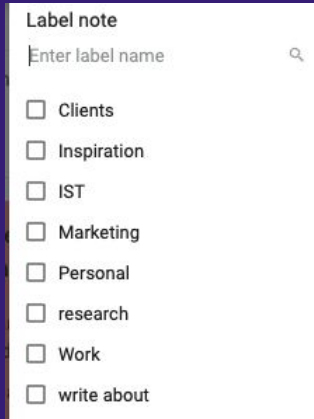 Label note
Enter label name
Clients
Inspiration
IST
Marketing
Personal
research
Work
write about